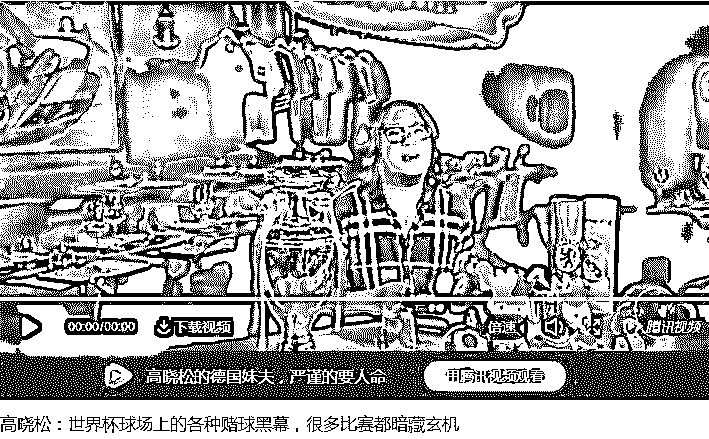 00:00/00:00 下载视频 倍速 腾讯视频
高晓松的德国妹夫，严谨的要人命 用腾讯视频观看
高晓松：世界杯球场上的各种赌球黑幕，很多比赛都暗藏玄机